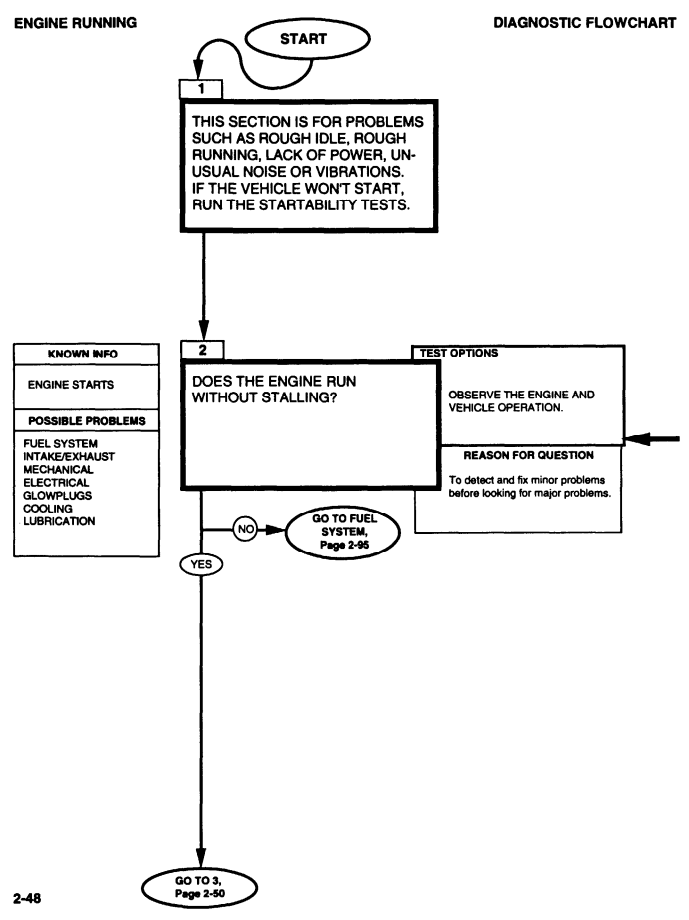 ENGINE RUNNING
DIAGNOSTIC FLOWCHART
START
1
THIS SECTION IS FOR PROBLEMS
SUCH AS ROUGH IDLE, ROUGH
RUNNING, LACK OF POWER, UN-
USUAL NOISE OR VIBRATIONS.
IF THE VEHICLE WON'T START,
RUN THE STARTABILITY TESTS.
KNOWN INFO
ENGINE STARTS
POSSIBLE PROBLEMS
FUEL SYSTEM
INTAKE/EXHAUST
MECHANICAL
ELECTRICAL
GLOWPLUGS
COOLING
LUBRICATION
2
DOES THE ENGINE RUN
WITHOUT STALLING?
TEST OPTIONS
OBSERVE THE ENGINE AND
VEHICLE OPERATION.
REASON FOR QUESTION
To detect and fix minor problems
before looking for major problems.
NO
GO TO FUEL
SYSTEM,
Page 2-95
YES
GO TO 3,
Page 2-50
2-48